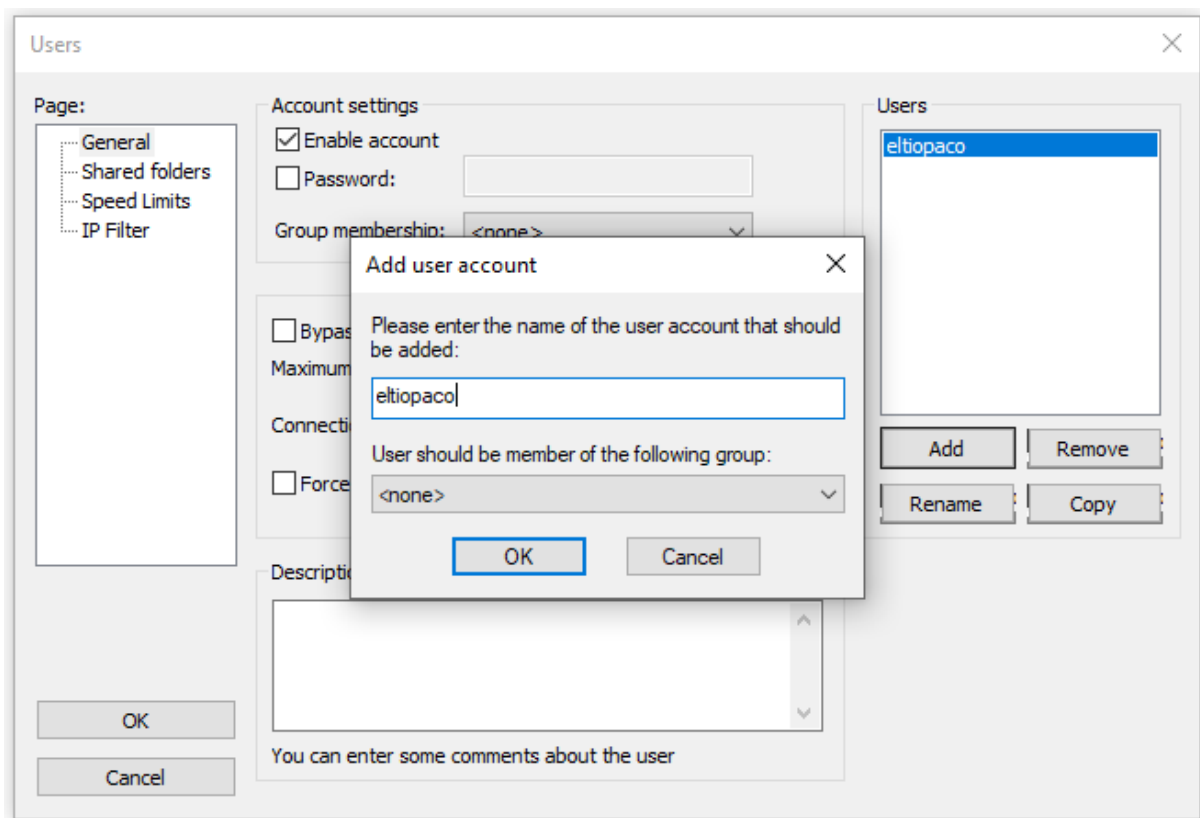 Users
Page:
General
Shared folders
Speed Limits
IP Filter
OK
Cancel
Account settings
Enable account
Password:
Group membership: <none>
Maximum
Force
You can enter some comments about the user
Add user account
Please enter the name of the user account that should
be added:
eltiopaco
User should be member of the following group:
<none>
OK Cancel
Users
eltiopaco
Add Remove
Rename Copy